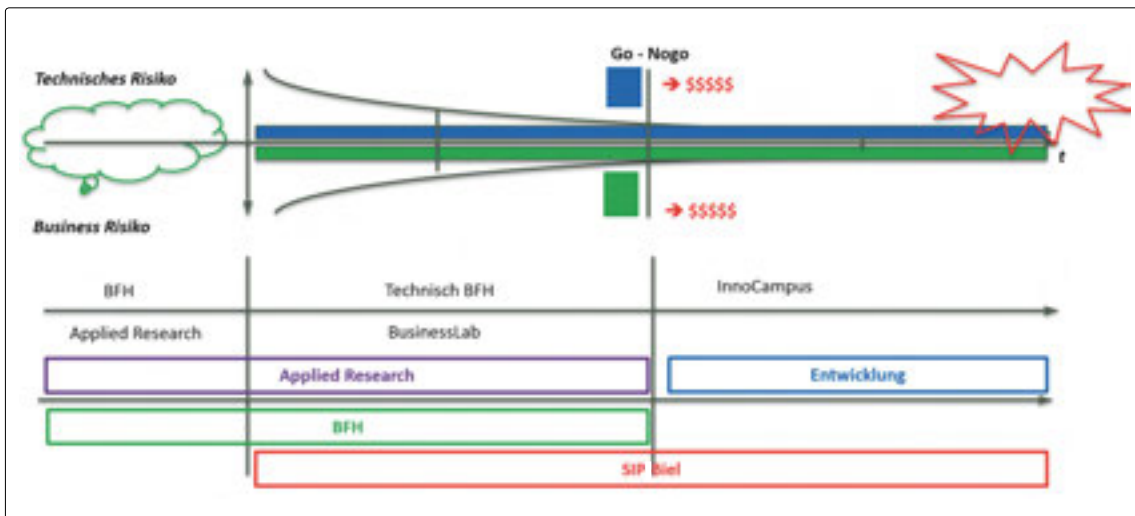 Go - Nogo
Technisches Risiko
→ $$$$$
t
→ $$$$$
Business Risiko
BFH
Technisch BFH
InnoCampus
Applied Research
BusinessLab
Applied Research
Entwicklung
BFH
SIP Biel